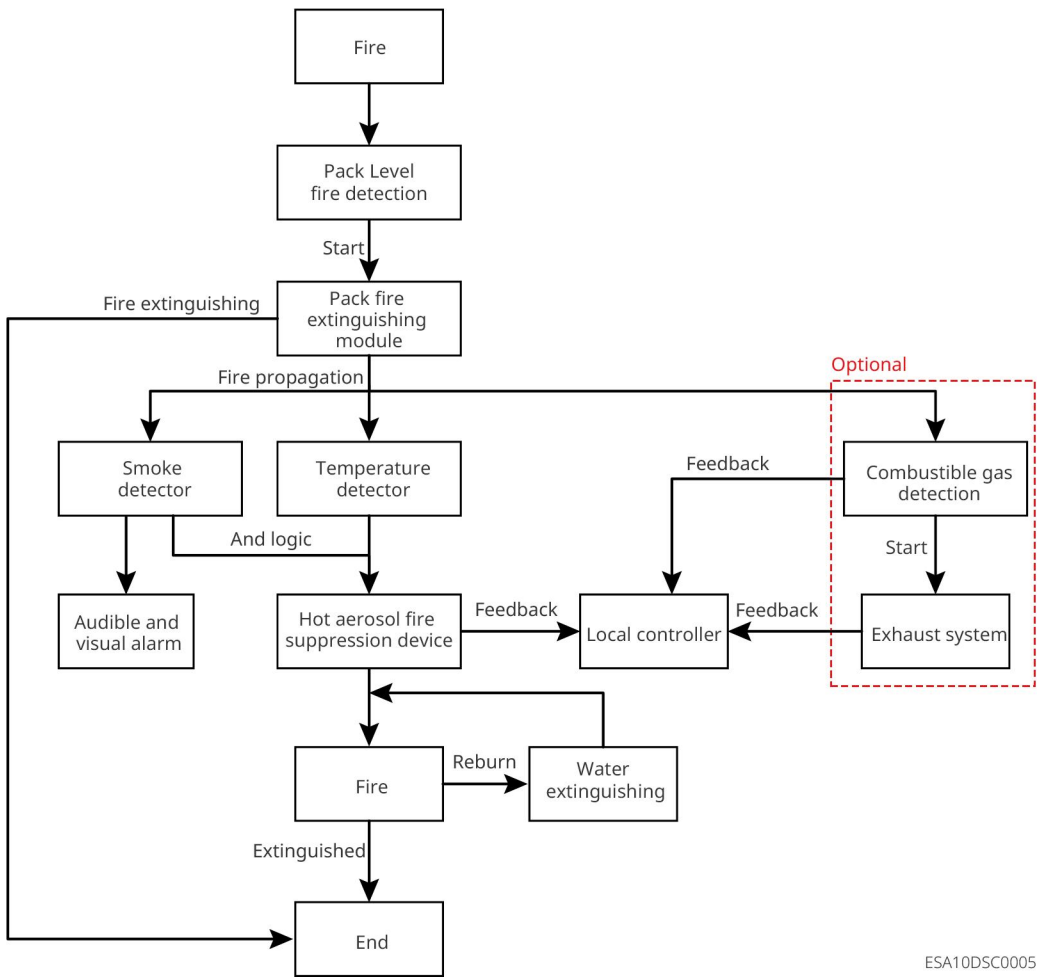 Fire
Pack Level
fire detection
Start
Fire extinguishing
Pack fire
extinguishing
module
Fire propagation
Optional
Smoke
detector
Temperature
detector
Feedback
Combustible gas
detection
And logic
Start
Audible and
visual alarm
Hot aerosol fire
suppression device
Feedback
Local controller
Feedback
Exhaust system
Fire
Reburn
Water
extinguishing
Extinguished
End
ESA10DSC0005